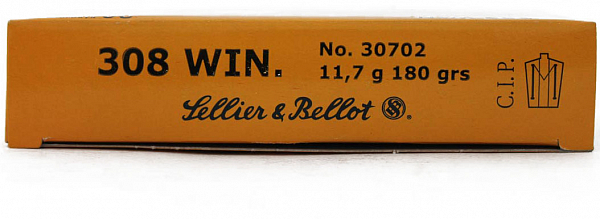 308 WIN.
No. 30702
11,7 g 180 grs
Sellier & Bellot
C.I.P.